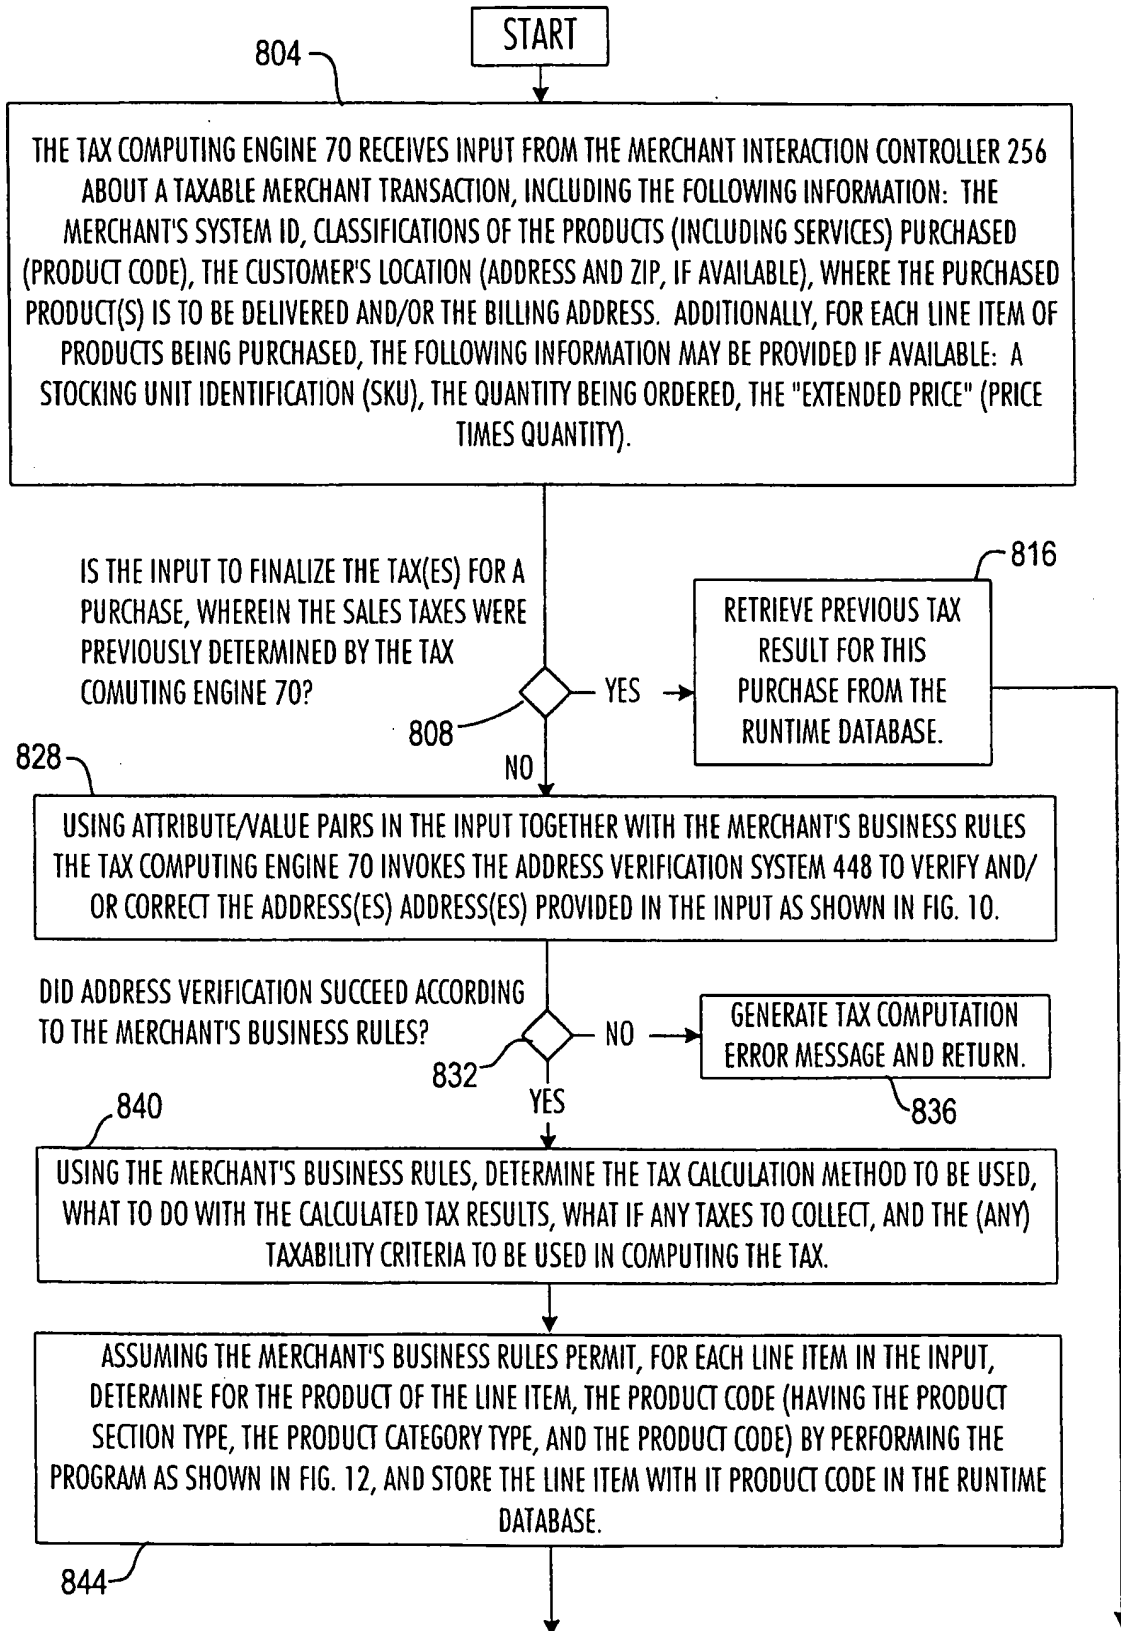 START
804
THE TAX COMPUTING ENGINE 70 RECEIVES INPUT FROM THE MERCHANT INTERACTION CONTROLLER 256
ABOUT A TAXABLE MERCHANT TRANSACTION, INCLUDING THE FOLLOWING INFORMATION: THE
MERCHANT'S SYSTEM ID, CLASSIFICATIONS OF THE PRODUCTS (INCLUDING SERVICES) PURCHASED
(PRODUCT CODE), THE CUSTOMER'S LOCATION (ADDRESS AND ZIP, IF AVAILABLE), WHERE THE PURCHASED
PRODUCT(S) IS TO BE DELIVERED AND/OR THE BILLING ADDRESS. ADDITIONALLY, FOR EACH LINE ITEM OF
PRODUCTS BEING PURCHASED, THE FOLLOWING INFORMATION MAY BE PROVIDED IF AVAILABLE: A
STOCKING UNIT IDENTIFICATION (SKU), THE QUANTITY BEING ORDERED, THE "EXTENDED PRICE" (PRICE
TIMES QUANTITY).
IS THE INPUT TO FINALIZE THE TAX(ES) FOR A
PURCHASE, WHEREIN THE SALES TAXES WERE
PREVIOUSLY DETERMINED BY THE TAX
COMUTING ENGINE 70?
808
YES
816
RETRIEVE PREVIOUS TAX
RESULT FOR THIS
PURCHASE FROM THE
RUNTIME DATABASE.
NO
828
USING ATTRIBUTE/VALUE PAIRS IN THE INPUT TOGETHER WITH THE MERCHANT'S BUSINESS RULES
THE TAX COMPUTING ENGINE 70 INVOKES THE ADDRESS VERIFICATION SYSTEM 448 TO VERIFY AND/
OR CORRECT THE ADDRESS(ES) ADDRESS(ES) PROVIDED IN THE INPUT AS SHOWN IN FIG. 10.
DID ADDRESS VERIFICATION SUCCEED ACCORDING
TO THE MERCHANT'S BUSINESS RULES?
832
NO
GENERATE TAX COMPUTATION
ERROR MESSAGE AND RETURN.
836
YES
840
USING THE MERCHANT'S BUSINESS RULES, DETERMINE THE TAX CALCULATION METHOD TO BE USED,
WHAT TO DO WITH THE CALCULATED TAX RESULTS, WHAT IF ANY TAXES TO COLLECT, AND THE (ANY)
TAXABILITY CRITERIA TO BE USED IN COMPUTING THE TAX.
ASSUMING THE MERCHANT'S BUSINESS RULES PERMIT, FOR EACH LINE ITEM IN THE INPUT,
DETERMINE FOR THE PRODUCT OF THE LINE ITEM, THE PRODUCT CODE (HAVING THE PRODUCT
SECTION TYPE, THE PRODUCT CATEGORY TYPE, AND THE PRODUCT CODE) BY PERFORMING THE
PROGRAM AS SHOWN IN FIG. 12, AND STORE THE LINE ITEM WITH IT PRODUCT CODE IN THE RUNTIME
DATABASE.
844